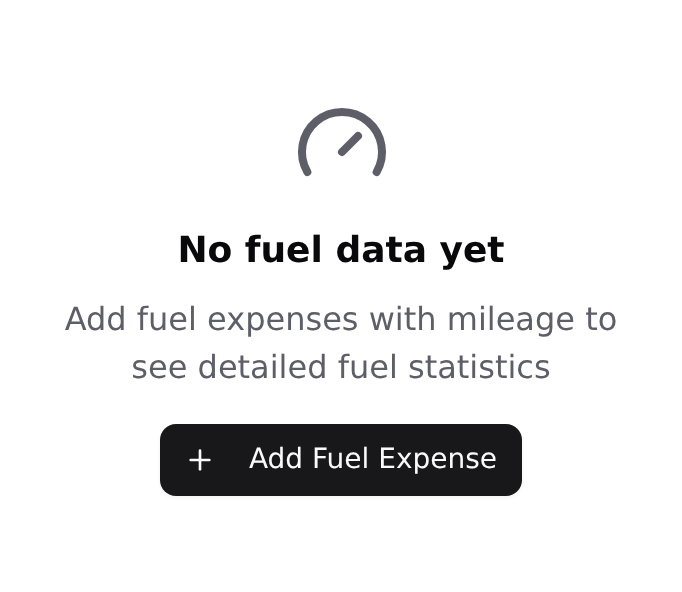 No fuel data yet
Add fuel expenses with mileage to
see detailed fuel statistics
Add Fuel Expense